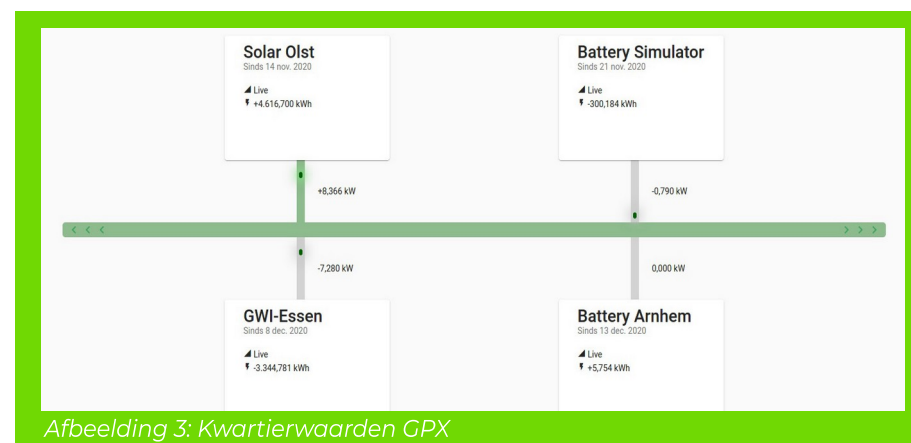 Solar Olst
Sinds 14 nov. 2020
Live
+4.616,700 kWh
Battery Simulator
Sinds 21 nov. 2020
Live
-300,184 kWh
+8,366 kW
-0,790 kW
-7,280 kW
0,000 kW
GWI-Essen
Sinds 8 dec. 2020
Live
-3.344,781 kWh
Battery Arnhem
Sinds 13 dec. 2020
Live
+5,754 kWh
Afbeelding 3: Kwartierwaarden GPX